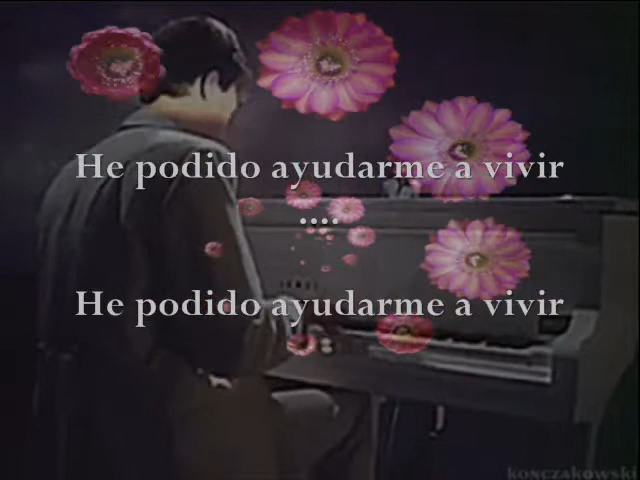 He podido ayudarme a vivir
....
He podido ayudarme a vivir
konczakowski